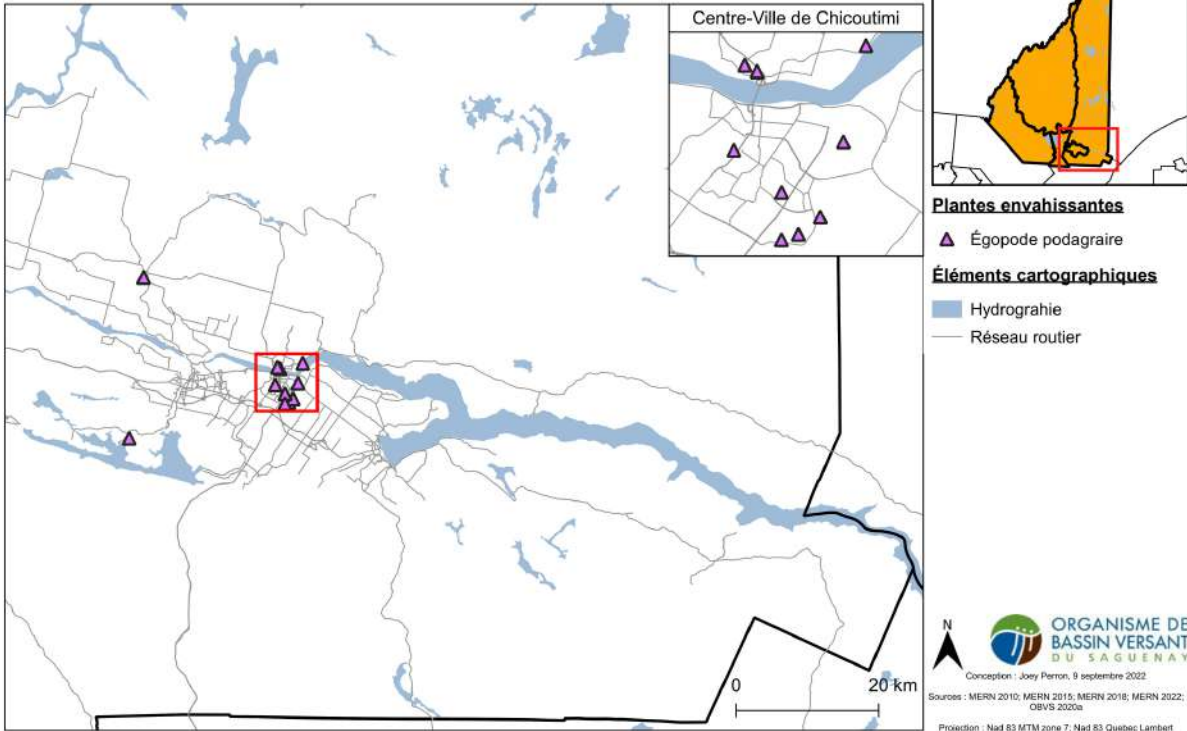 Centre-Ville de Chicoutimi
Plantes envahissantes
Égopode podagraire
Éléments cartographiques
Hydrograhie
Réseau routier
0 20 km
N
ORGANISME DE
BASSIN VERSANT
DU SAGUENAY
Conception : Joey Perron, 9 septembre 2022
Sources : MERN 2010; MERN 2015; MERN 2018; MERN 2022;
OBVS 2020a
Projection : Nad 83 MTM zone 7; Nad 83 Quebec Lambert